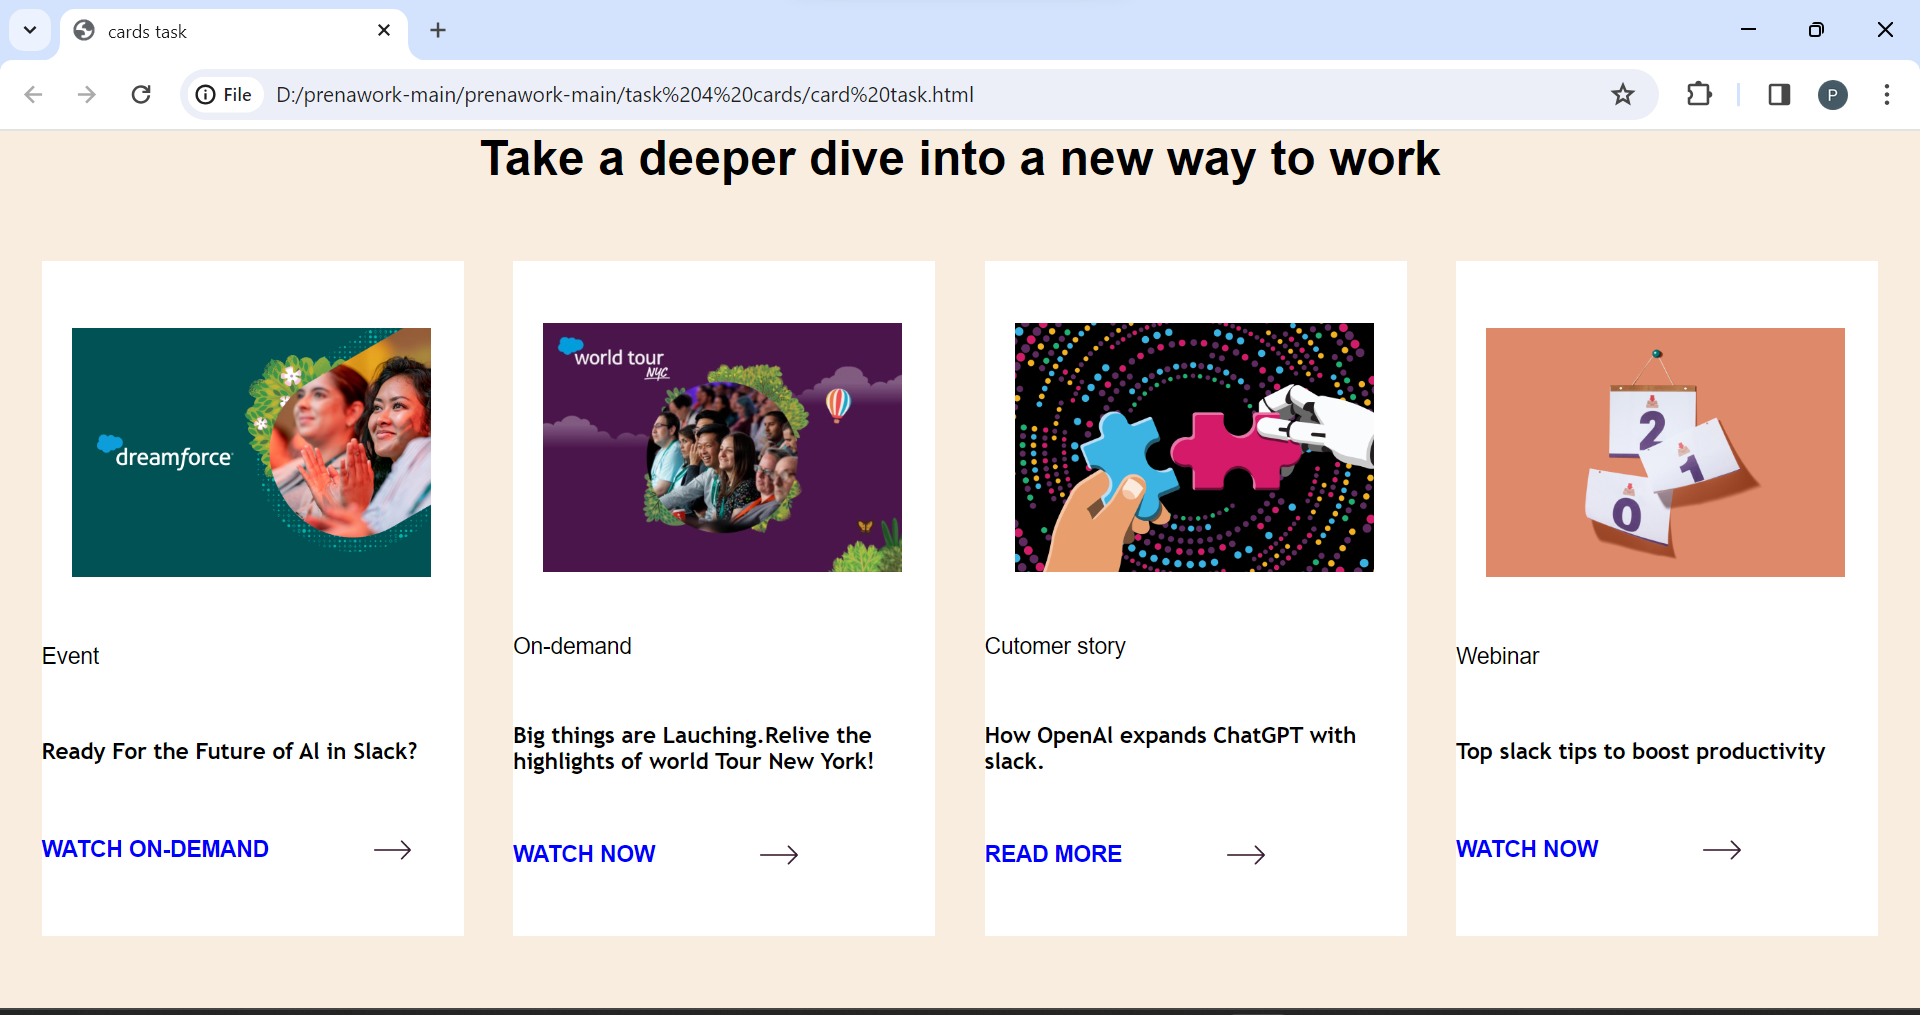 cards task
File
D:/prenawork-main/prenawork-main/task%204%20cards/card%20task.html
P
Take a deeper dive into a new way to work
dreamforce
Event
Ready For the Future of Al in Slack?
WATCH ON-DEMAND
world tour
NYC
On-demand
Big things are Lauching.Relive the
highlights of world Tour New York!
WATCH NOW
Cutomer story
How OpenAl expands ChatGPT with
slack.
READ MORE
2
1
0
Webinar
Top slack tips to boost productivity
WATCH NOW